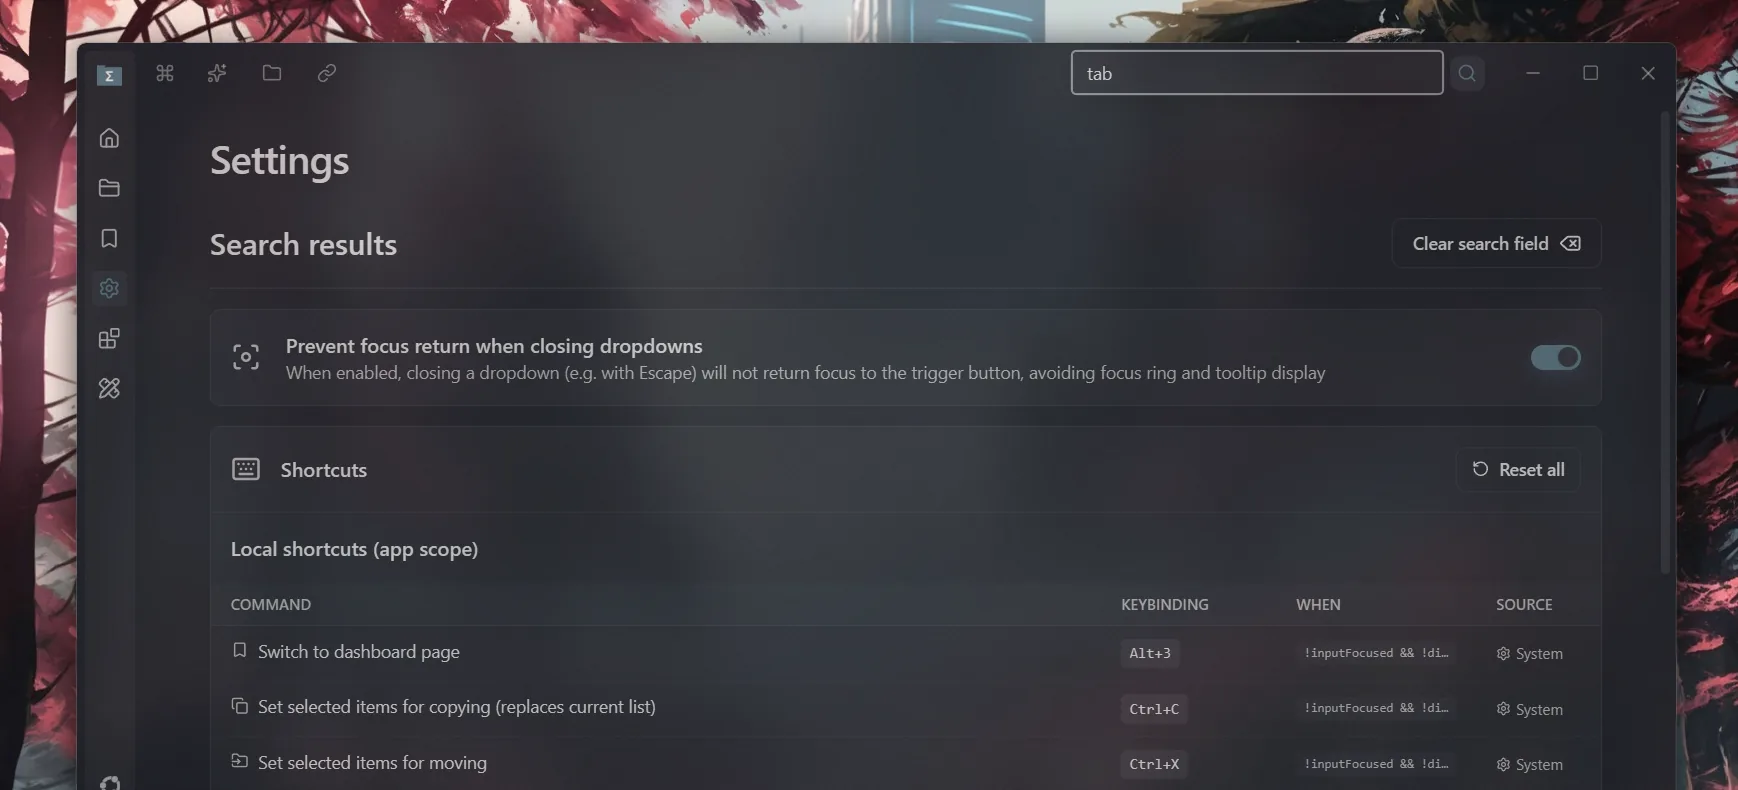 Σ
tab
Settings
Search results
Clear search field
Prevent focus return when closing dropdowns
When enabled, closing a dropdown (e.g. with Escape) will not return focus to the trigger button, avoiding focus ring and tooltip display
Shortcuts
Reset all
Local shortcuts (app scope)
COMMAND KEYBINDING WHEN SOURCE
Switch to dashboard page Alt+3 !inputFocused && !di… System
Set selected items for copying (replaces current list) Ctrl+C !inputFocused && !di… System
Set selected items for moving Ctrl+X !inputFocused && !di… System